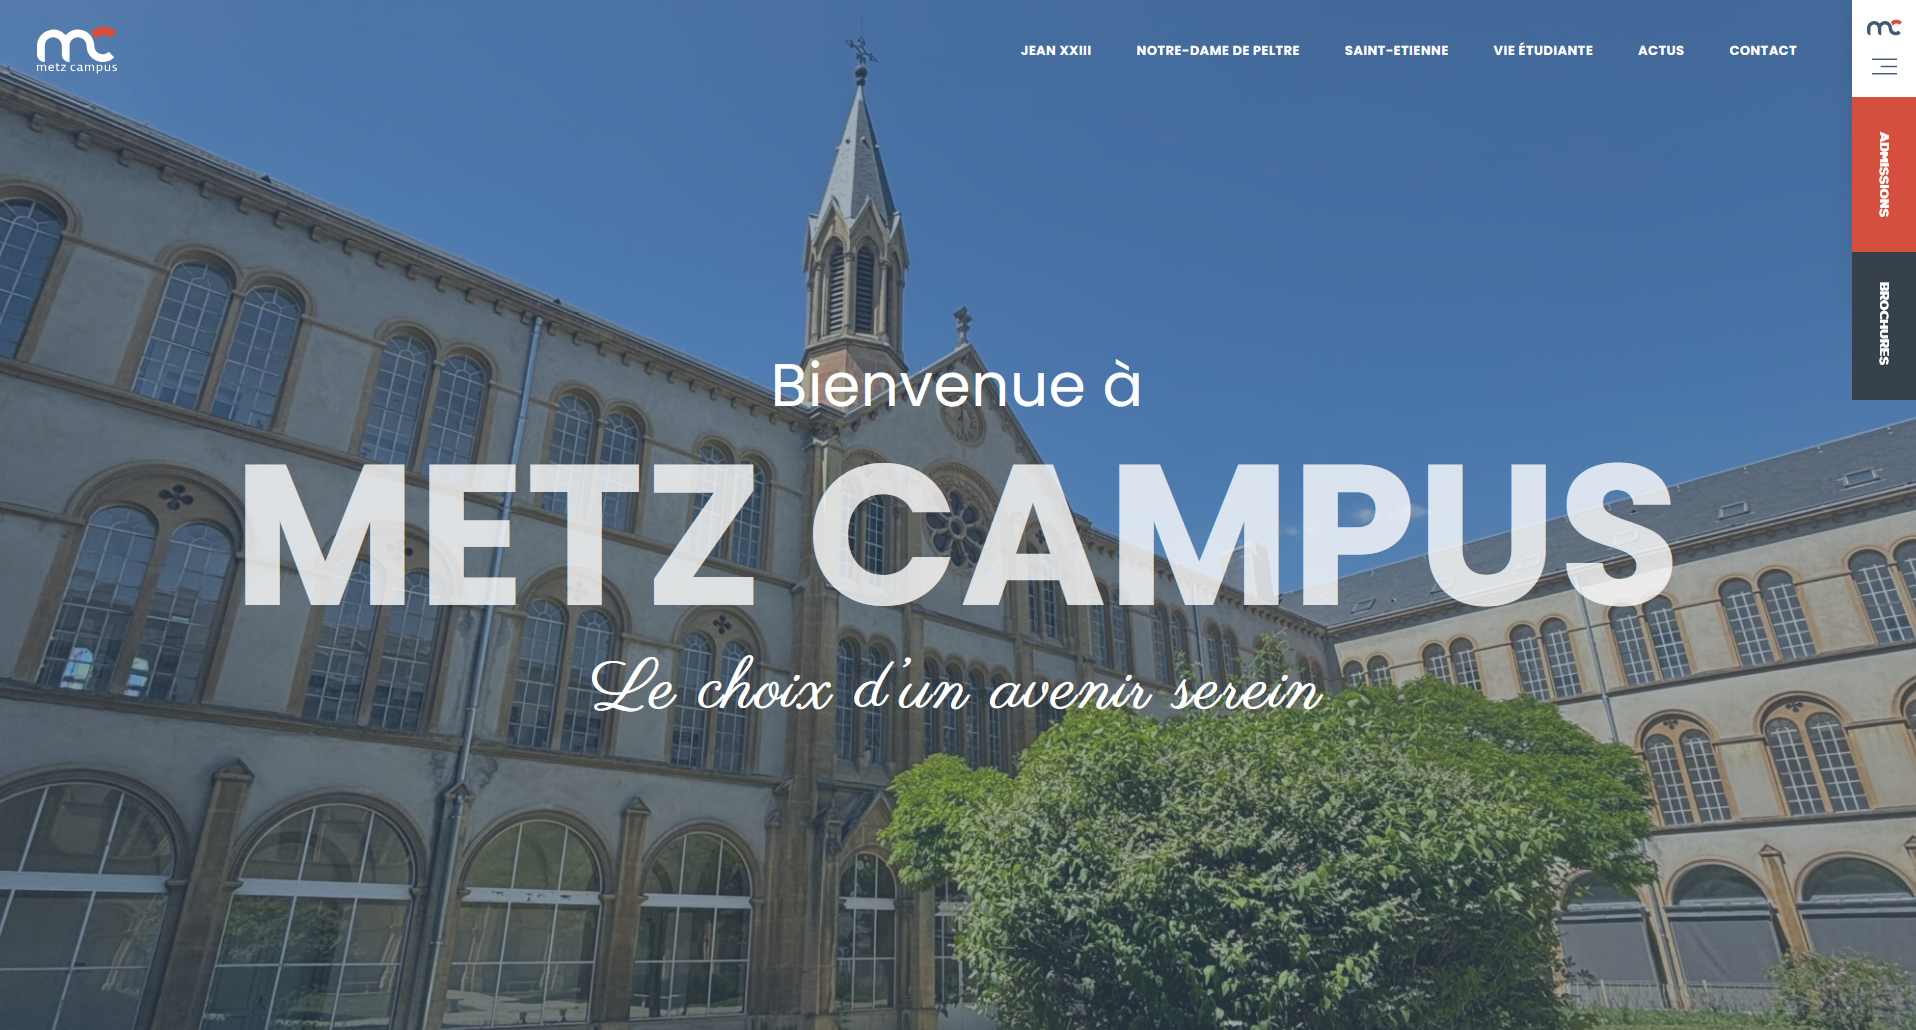 mc
metz campus
JEAN XXIII
NOTRE-DAME DE PELTRE
SAINT-ETIENNE
VIE ÉTUDIANTE
ACTUS
CONTACT
mc
ADMISSIONS
BROCHURES
Bienvenue à
METZ CAMPUS
Le choix d’un avenir serein